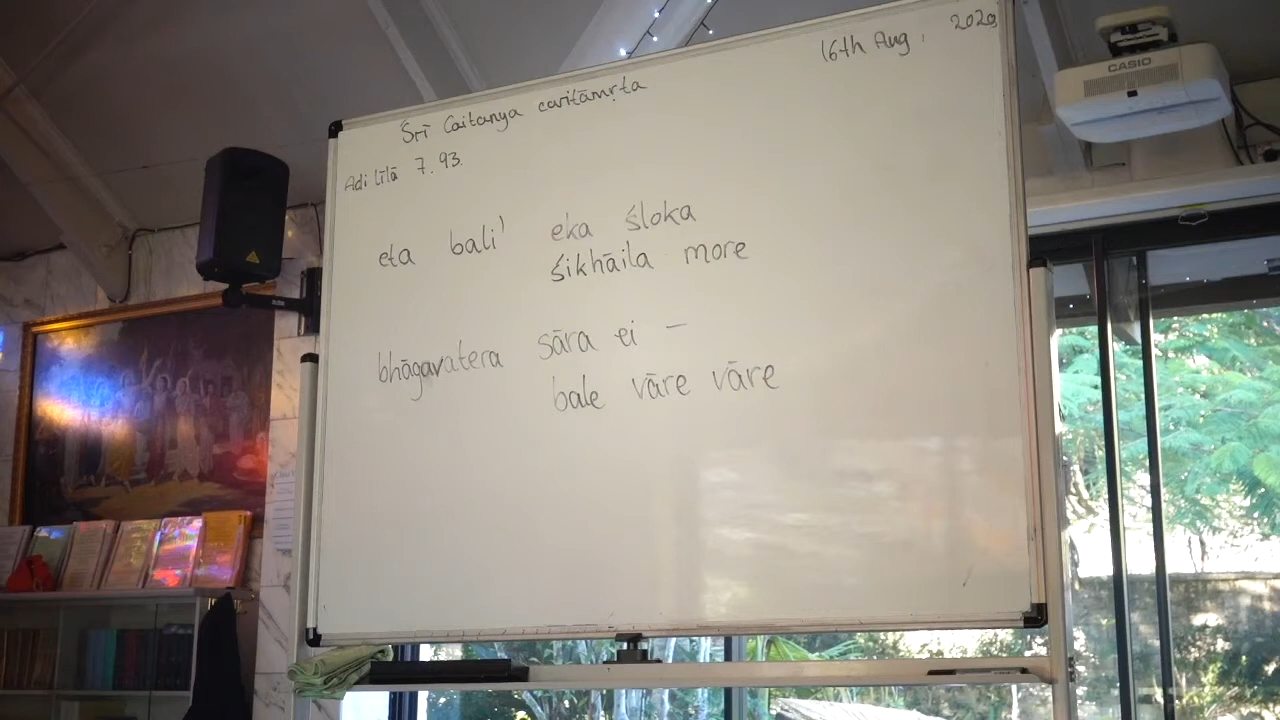 16th Aug, 2020
CASIO
Śrī Caitanya caritāmṛta
Adi līlā 7.93.
eta bali' eka śloka
śikhāila more
bhāgavatera sāra ei —
bale vāre vāre